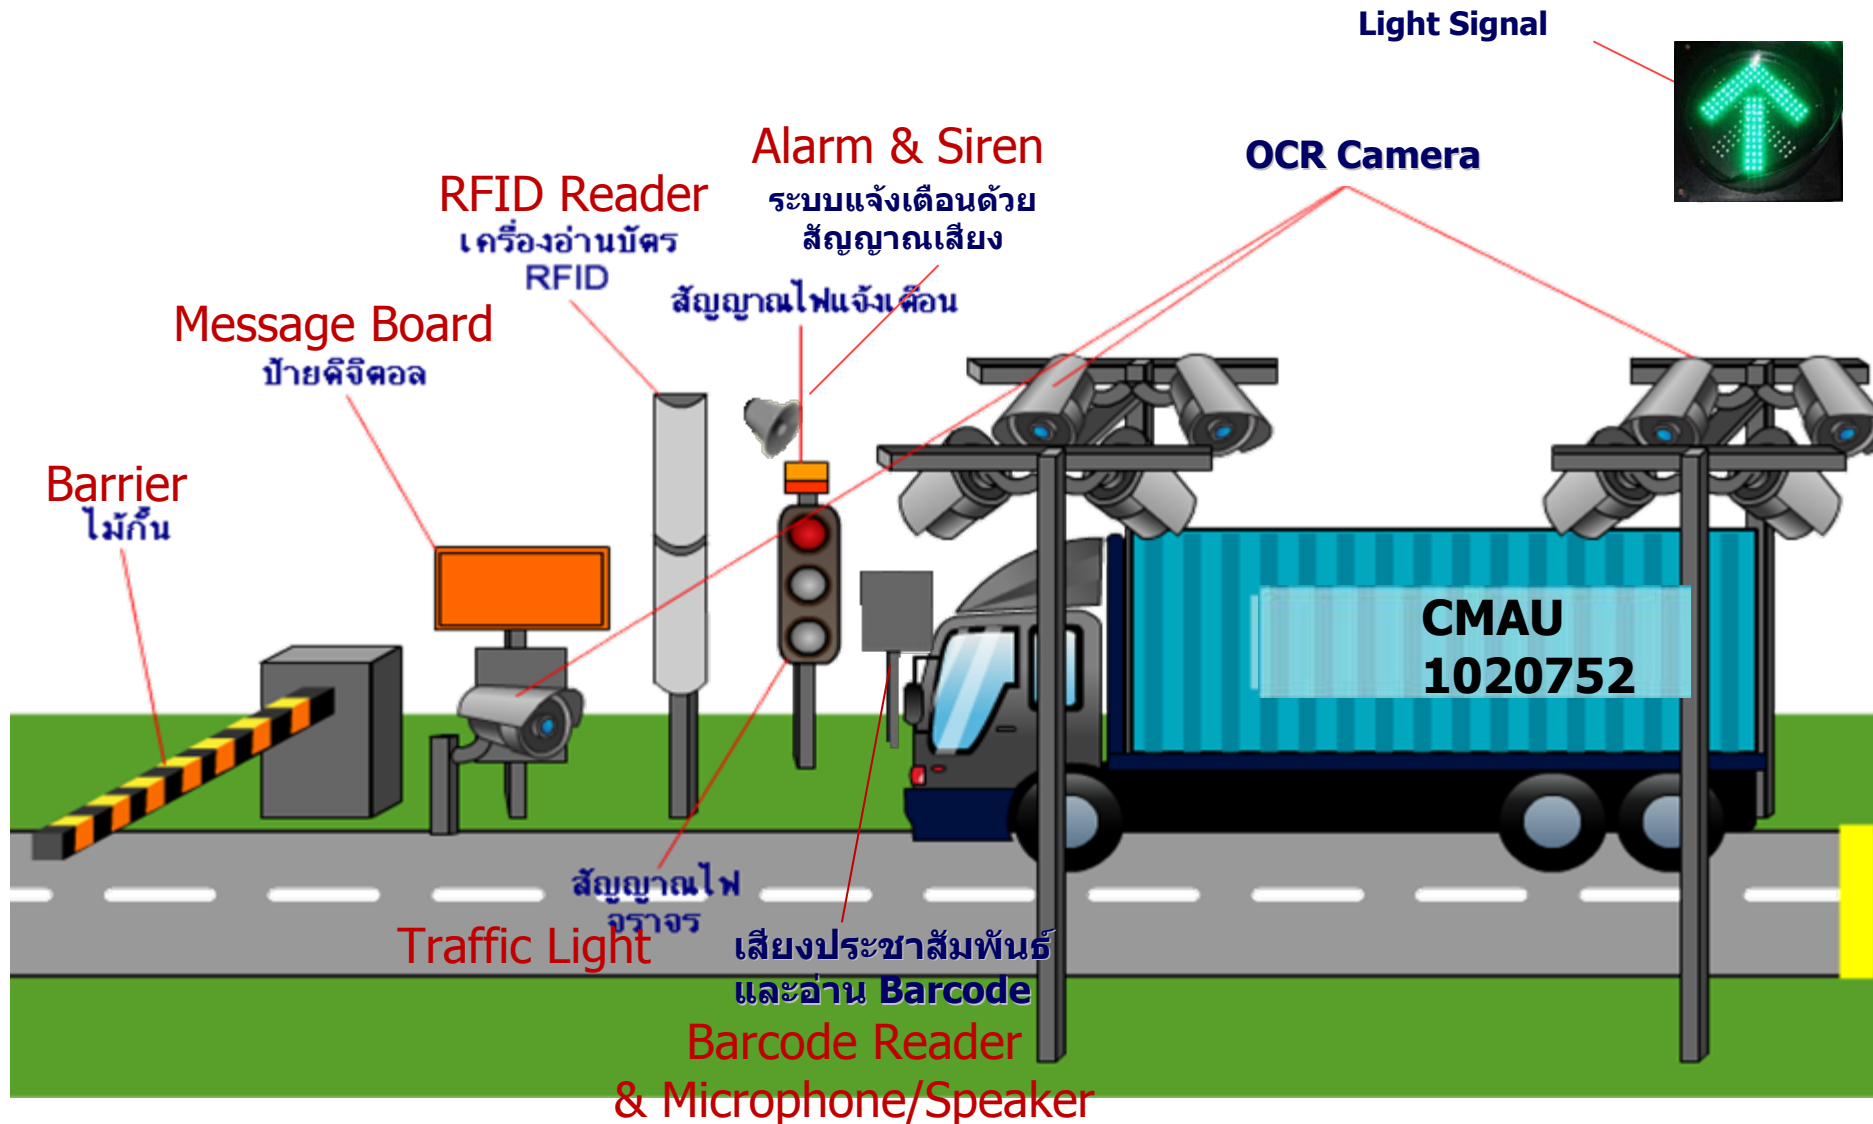 Light Signal
Alarm & Siren
ระบบแจ้งเตือนด้วย
สัญญาณเสียง
OCR Camera
RFID Reader
เครื่องอ่านบัตร
RFID
สัญญาณไฟแจ้งเตือน
Message Board
ป้ายดิจิตอล
Barrier
ไม้กั้น
CMAU
1020752
สัญญาณไฟ
จราจร
Traffic Light
เสียงประชาสัมพันธ์
และอ่าน Barcode
Barcode Reader
& Microphone/Speaker